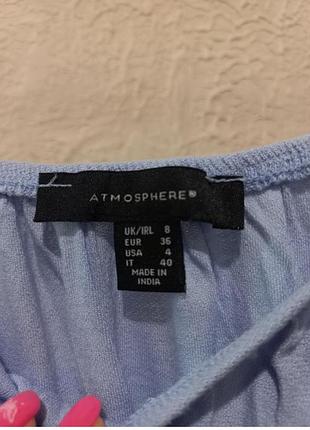 ATMOSPHERE®
UK/IRL 8
EUR 36
USA 4
IT 40
MADE IN
INDIA